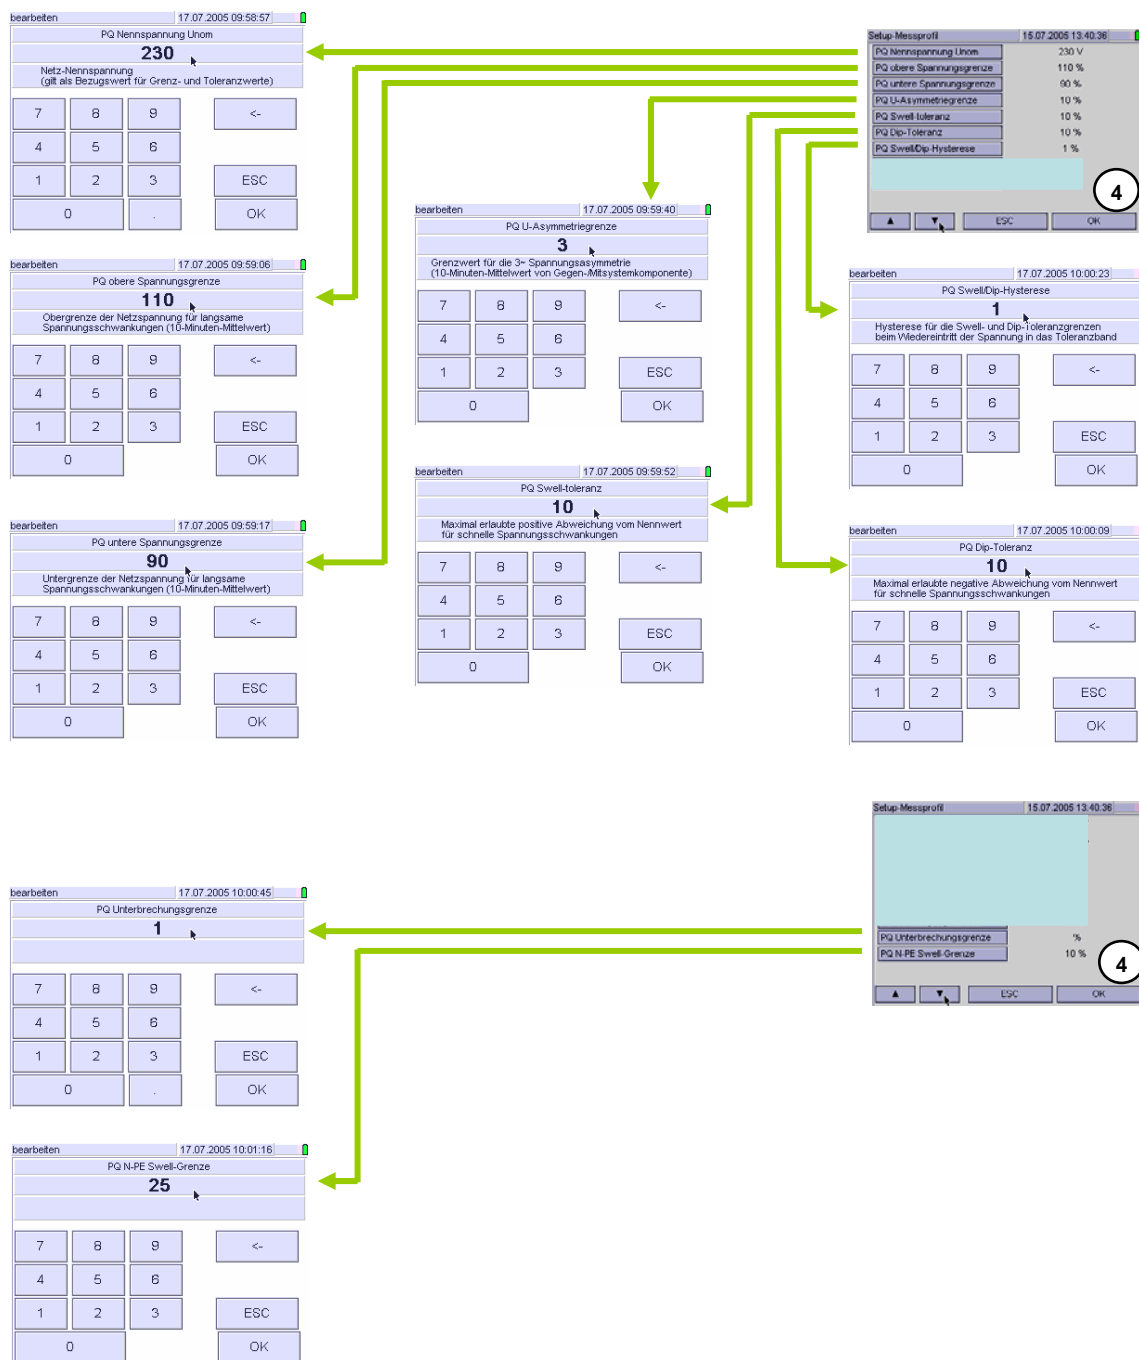 bearbeiten 17.07.2005 09:58:57
PQ Nennspannung Unom
230
Netz-Nennspannung
(gilt als Bezugswert für Grenz- und Toleranzwerte)
7 8 9 <-
4 5 6
1 2 3 ESC
0 . OK
bearbeiten 17.07.2005 09:59:06
PQ obere Spannungsgrenze
110
Obergrenze der Netzspannung für langsame
Spannungsschwankungen (10-Minuten-Mittelwert)
7 8 9 <-
4 5 6
1 2 3 ESC
0 OK
bearbeiten 17.07.2005 09:59:17
PQ untere Spannungsgrenze
90
Untergrenze der Netzspannung für langsame
Spannungsschwankungen (10-Minuten-Mittelwert)
7 8 9 <-
4 5 6
1 2 3 ESC
0 OK
bearbeiten 17.07.2005 09:59:40
PQ U-Asymmetriegrenze
3
Grenzwert für die 3~ Spannungsasymmetrie
(10-Minuten-Mittelwert von Gegen-/Mitsystemkomponente)
7 8 9 <-
4 5 6
1 2 3 ESC
0 OK
bearbeiten 17.07.2005 09:59:52
PQ Swell-toleranz
10
Maximal erlaubte positive Abweichung vom Nennwert
für schnelle Spannungsschwankungen
7 8 9 <-
4 5 6
1 2 3 ESC
0 OK
Setup-Messprofil 15.07.2005 13:40:36
PQ Nennspannung Unom 230 V
PQ obere Spannungsgrenze 110 %
PQ untere Spannungsgrenze 90 %
PQ U-Asymmetriegrenze 10 %
PQ Swell-toleranz 10 %
PQ Dip-Toleranz 10 %
PQ Swell/Dip-Hysterese 1 %
4
▲ ▼ ESC OK
bearbeiten 17.07.2005 10:00:23
PQ Swell/Dip-Hysterese
1
Hysterese für die Swell- und Dip-Toleranzgrenzen
beim Wiedereintritt der Spannung in das Toleranzband
7 8 9 <-
4 5 6
1 2 3 ESC
0 OK
bearbeiten 17.07.2005 10:00:09
PQ Dip-Toleranz
10
Maximal erlaubte negative Abweichung vom Nennwert
für schnelle Spannungsschwankungen
7 8 9 <-
4 5 6
1 2 3 ESC
0 OK
Setup-Messprofil 15.07.2005 13:40:36
PQ Unterbrechungsgrenze %
PQ N-PE Swell-Grenze 10 %
4
▲ ▼ ESC OK
bearbeiten 17.07.2005 10:00:45
PQ Unterbrechungsgrenze
1
7 8 9 <-
4 5 6
1 2 3 ESC
0 . OK
bearbeiten 17.07.2005 10:01:16
PQ N-PE Swell-Grenze
25
7 8 9 <-
4 5 6
1 2 3 ESC
0 OK